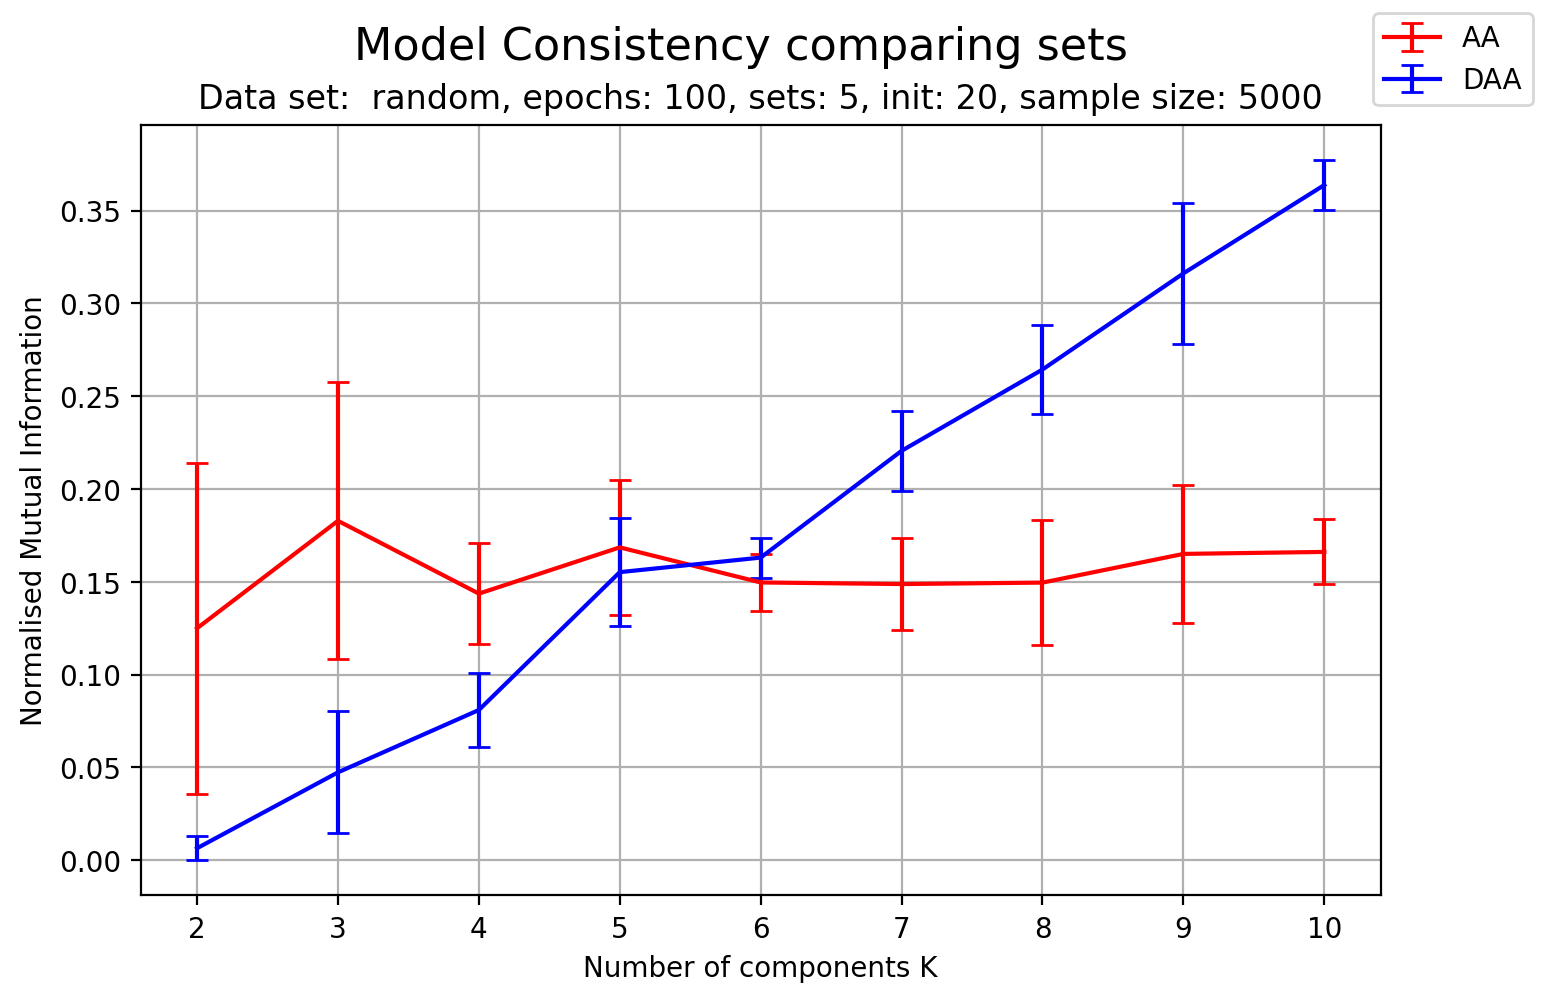 Model Consistency comparing sets
Data set:  random, epochs: 100, sets: 5, init: 20, sample size: 5000
AA
DAA
Normalised Mutual Information
0.35
0.30
0.25
0.20
0.15
0.10
0.05
0.00
2 3 4 5 6 7 8 9 10
Number of components K